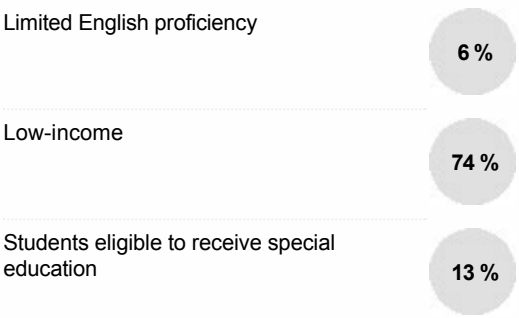 Limited English proficiency
6 %
Low-income
74 %
Students eligible to receive special
education
13 %